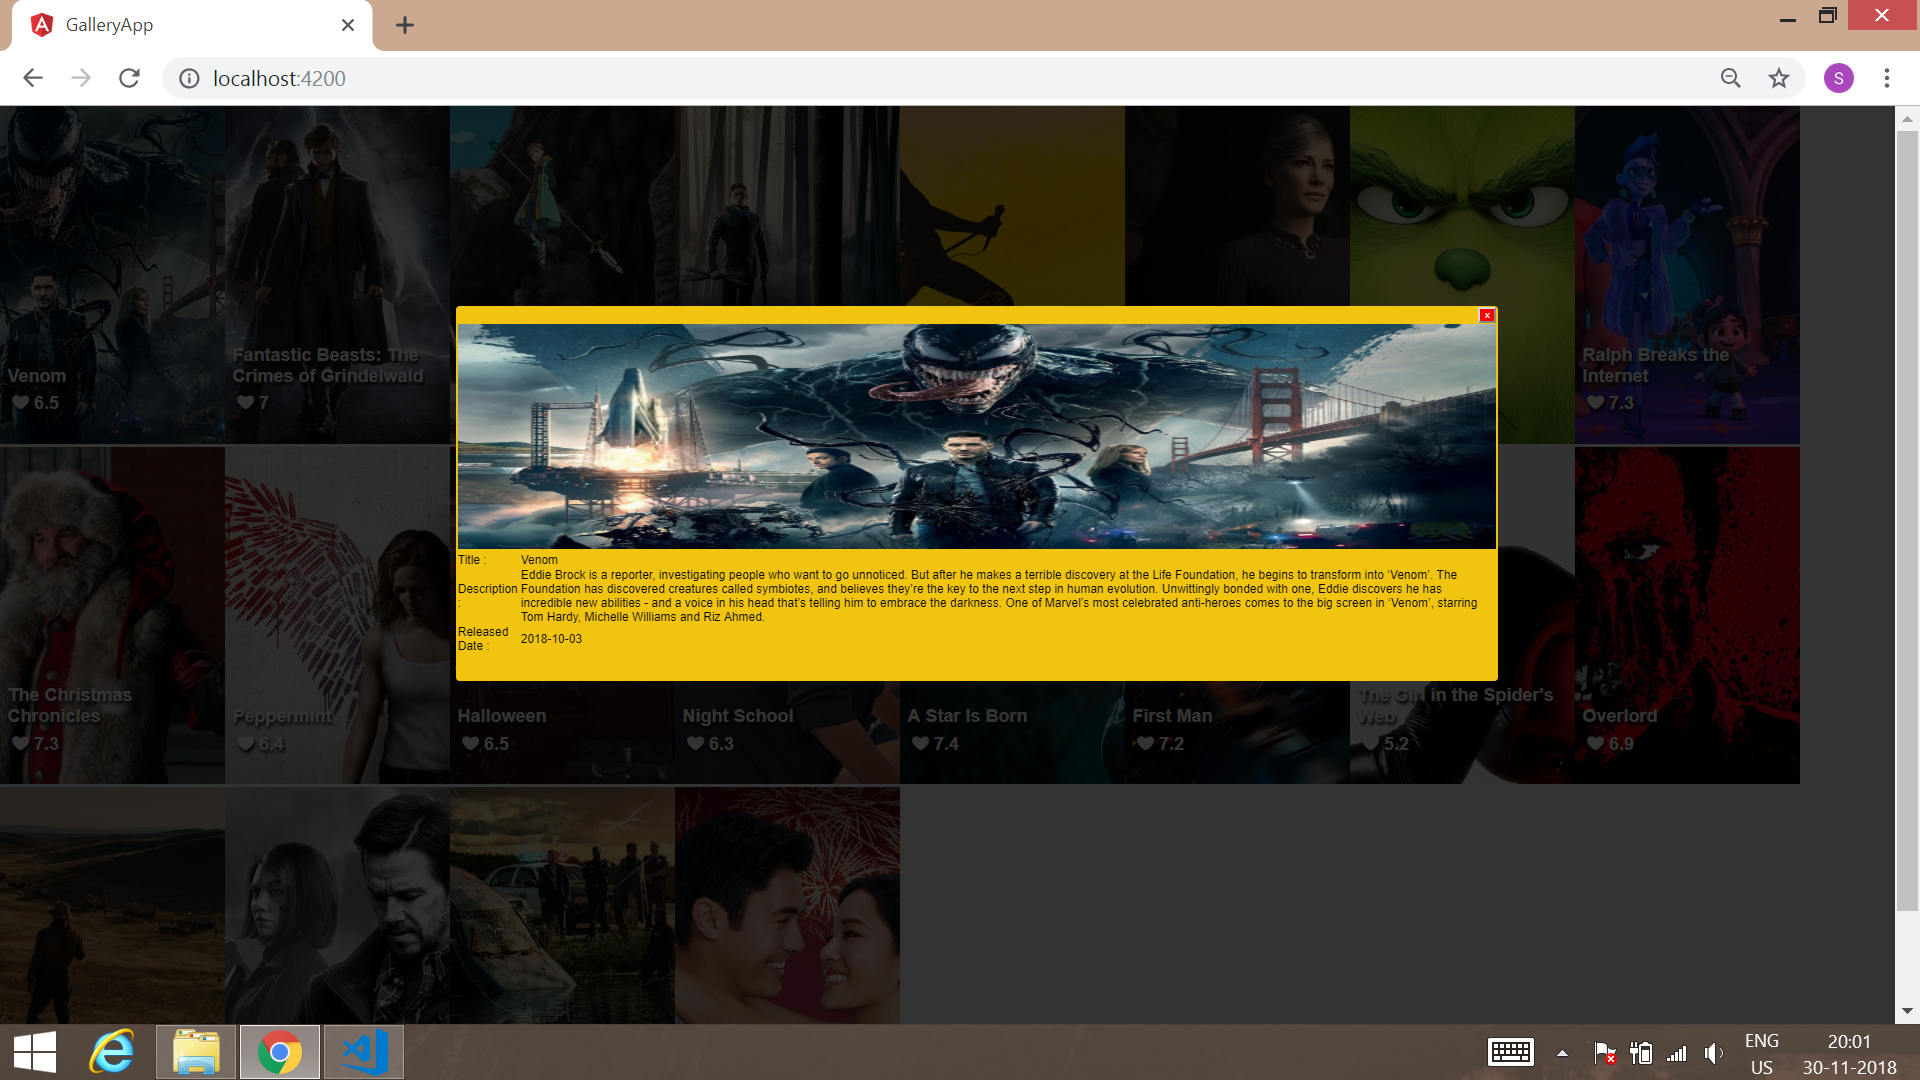 GalleryApp
localhost:4200
S
Venom
6.5
Fantastic Beasts: The
Crimes of Grindelwald
7
Ralph Breaks the
Internet
7.3
x
Title : Venom
Description : Eddie Brock is a reporter, investigating people who want to go unnoticed. But after he makes a terrible discovery at the Life Foundation, he begins to transform into ‘Venom’. The
Foundation has discovered creatures called symbiotes, and believes they’re the key to the next step in human evolution. Unwittingly bonded with one, Eddie discovers he has
incredible new abilities - and a voice in his head that’s telling him to embrace the darkness. One of Marvel’s most celebrated anti-heroes comes to the big screen in ‘Venom’, starring
Tom Hardy, Michelle Williams and Riz Ahmed.
Released
Date : 2018-10-03
The Christmas
Chronicles
7.3
Peppermint
6.4
Halloween
6.5
Night School
6.3
A Star Is Born
7.4
First Man
7.2
The Girl in the Spider's
Web
5.2
Overlord
6.9
ENG
US
20:01
30-11-2018